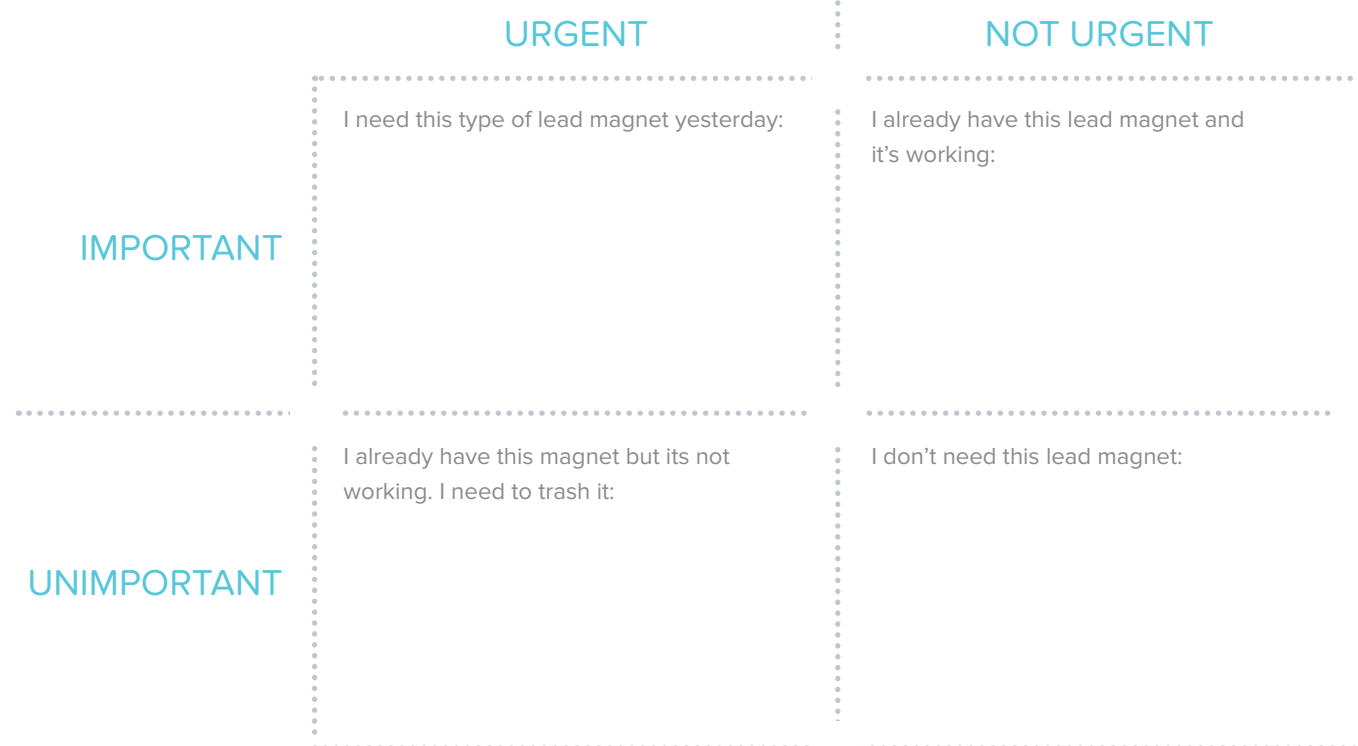 URGENT
NOT URGENT
I need this type of lead magnet yesterday:
I already have this lead magnet and
it’s working:
IMPORTANT
I already have this magnet but its not
working. I need to trash it:
I don’t need this lead magnet:
UNIMPORTANT